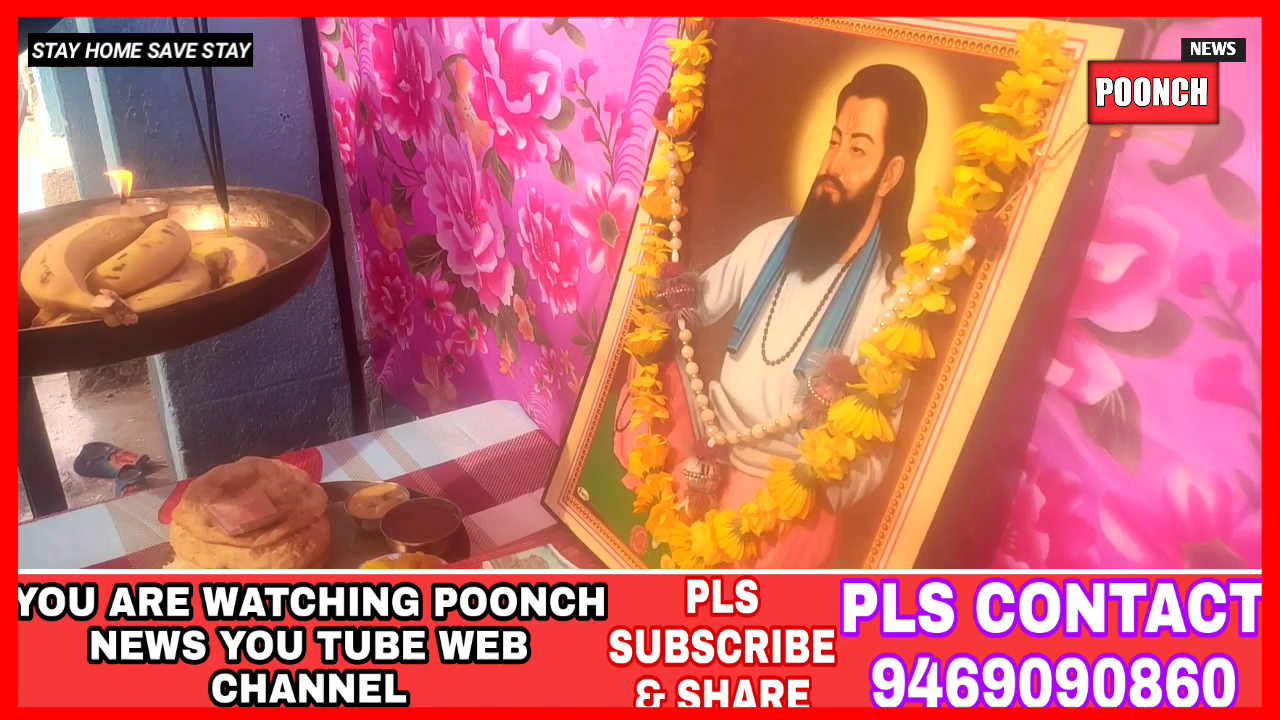 STAY HOME SAVE STAY
NEWS
POONCH
YOU ARE WATCHING POONCH
NEWS YOU TUBE WEB
CHANNEL
PLS
SUBSCRIBE
& SHARE
PLS CONTACT
9469090860